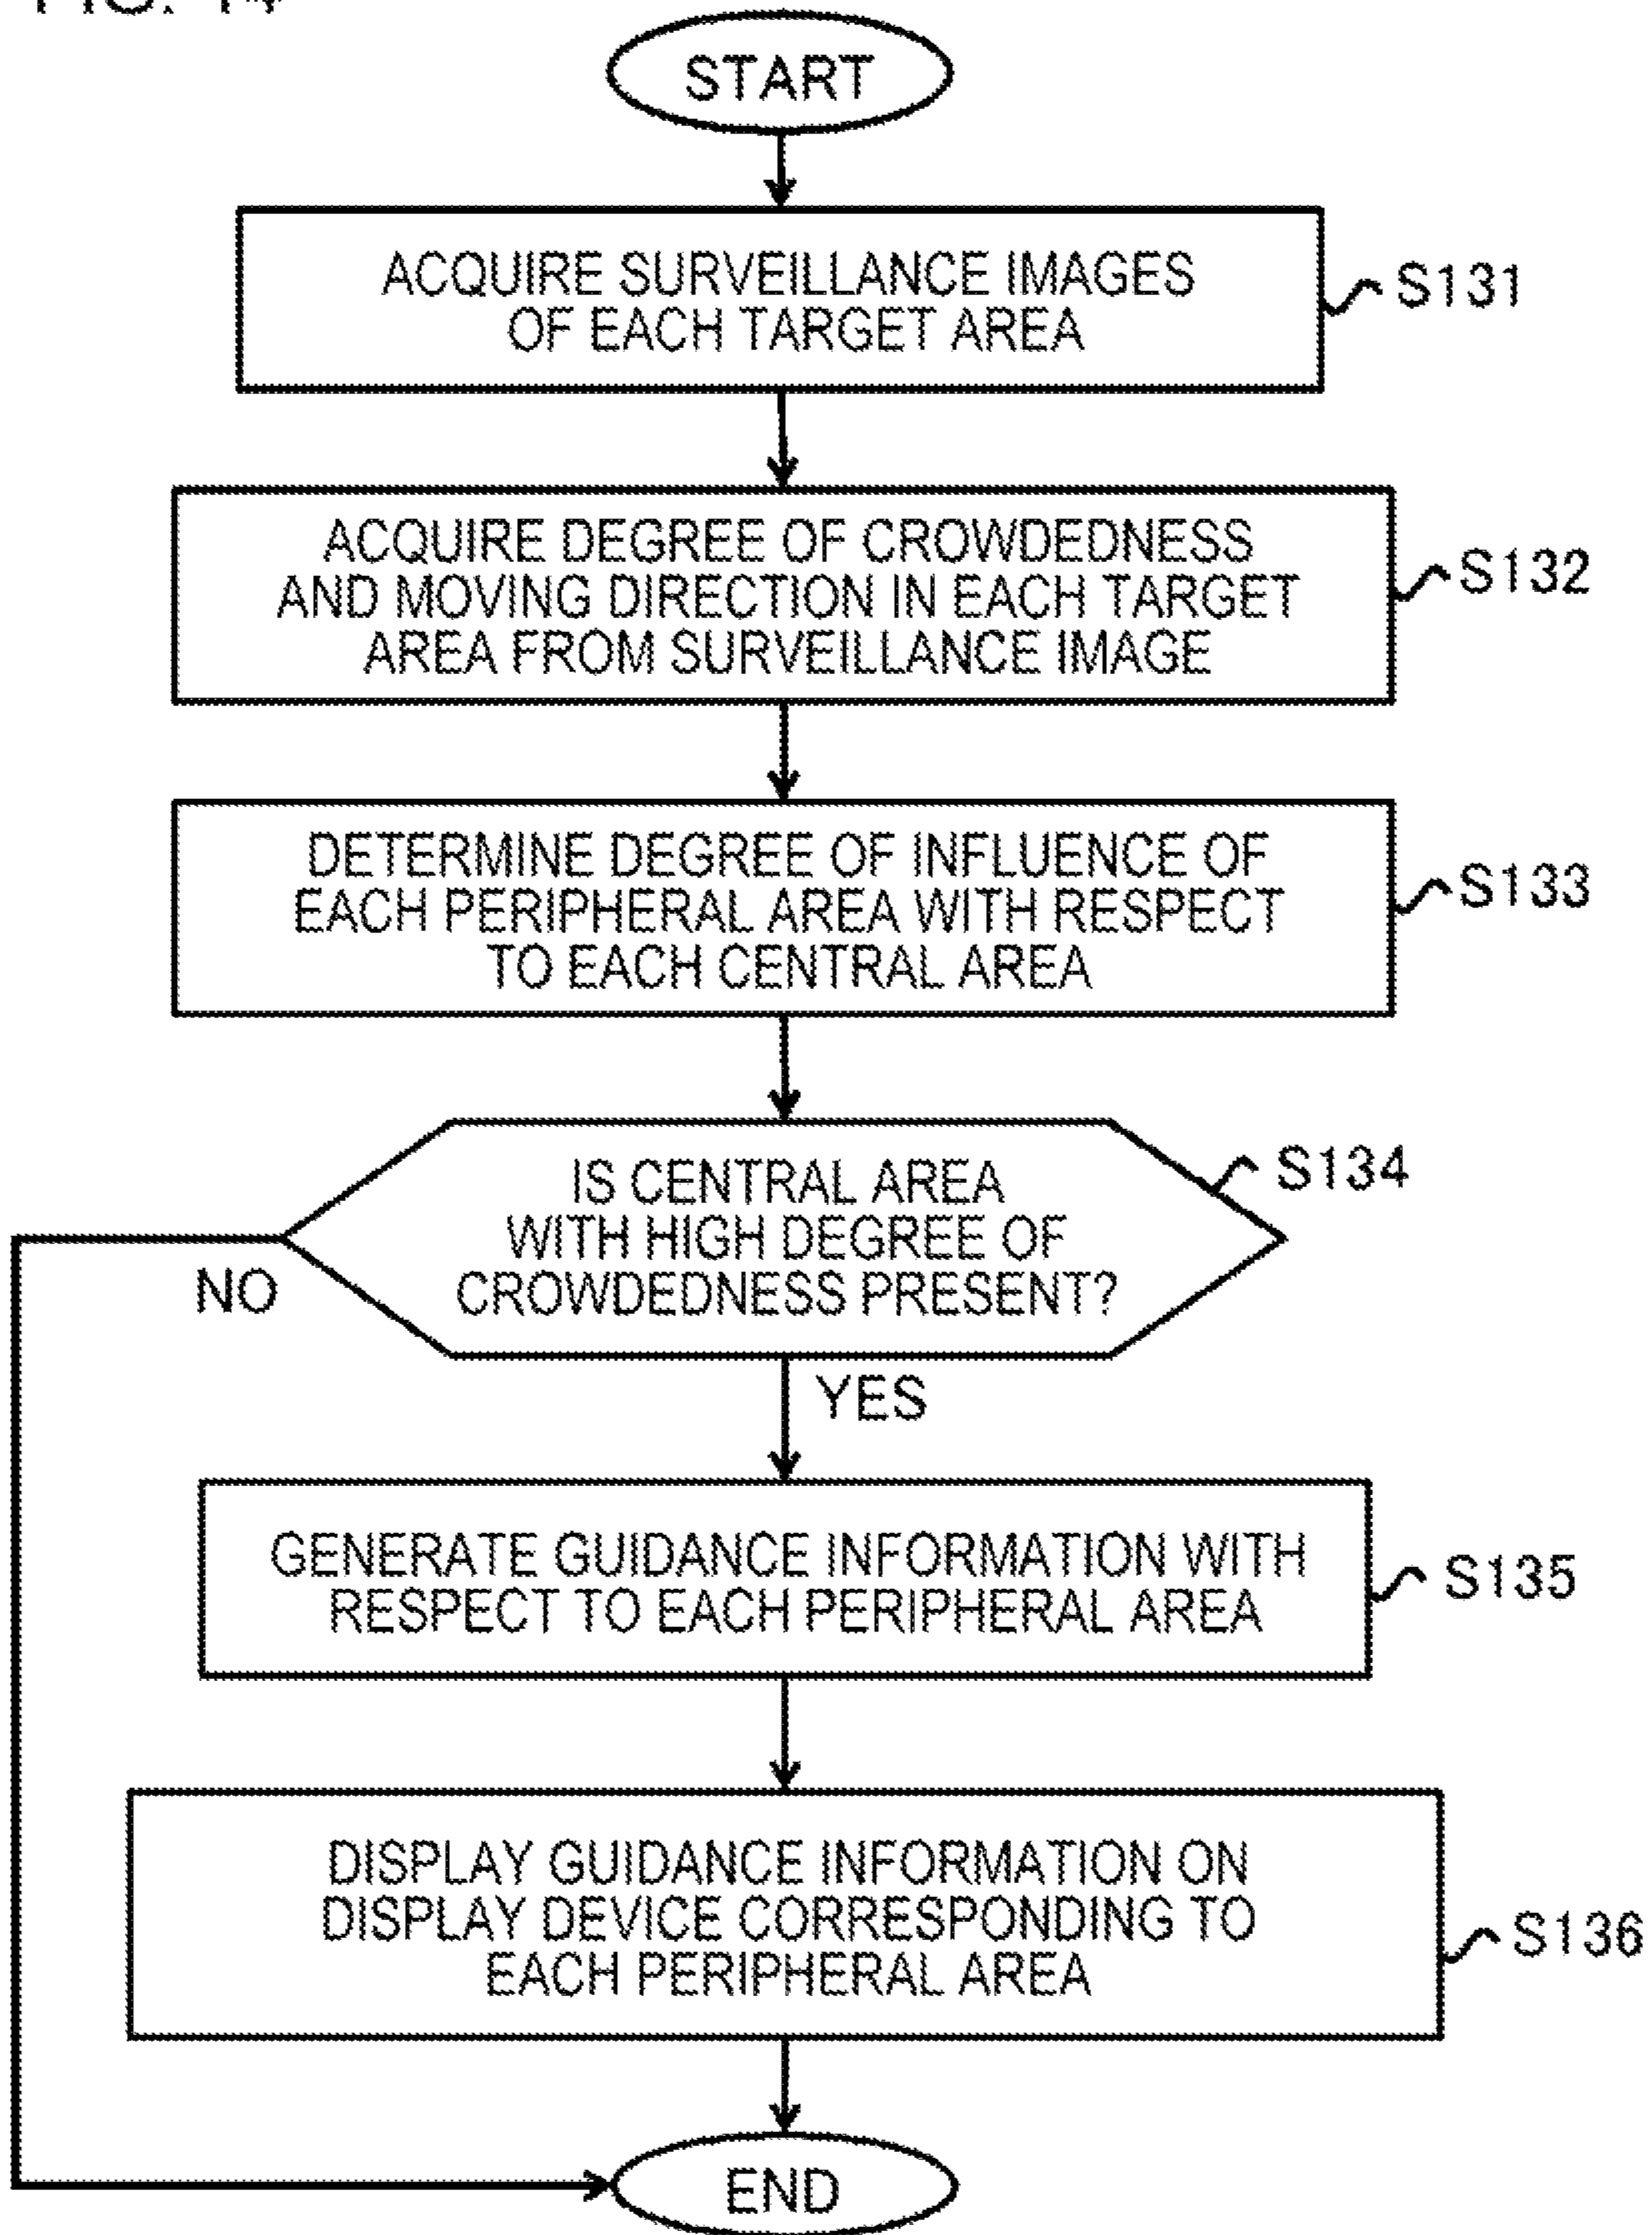 FIG. 14
START
ACQUIRE SURVEILLANCE IMAGES
OF EACH TARGET AREA
S131
ACQUIRE DEGREE OF CROWDEDNESS
AND MOVING DIRECTION IN EACH TARGET
AREA FROM SURVEILLANCE IMAGE
S132
DETERMINE DEGREE OF INFLUENCE OF
EACH PERIPHERAL AREA WITH RESPECT
TO EACH CENTRAL AREA
S133
IS CENTRAL AREA
WITH HIGH DEGREE OF
CROWDEDNESS PRESENT?
S134
NO
YES
GENERATE GUIDANCE INFORMATION WITH
RESPECT TO EACH PERIPHERAL AREA
S135
DISPLAY GUIDANCE INFORMATION ON
DISPLAY DEVICE CORRESPONDING TO
EACH PERIPHERAL AREA
S136
END